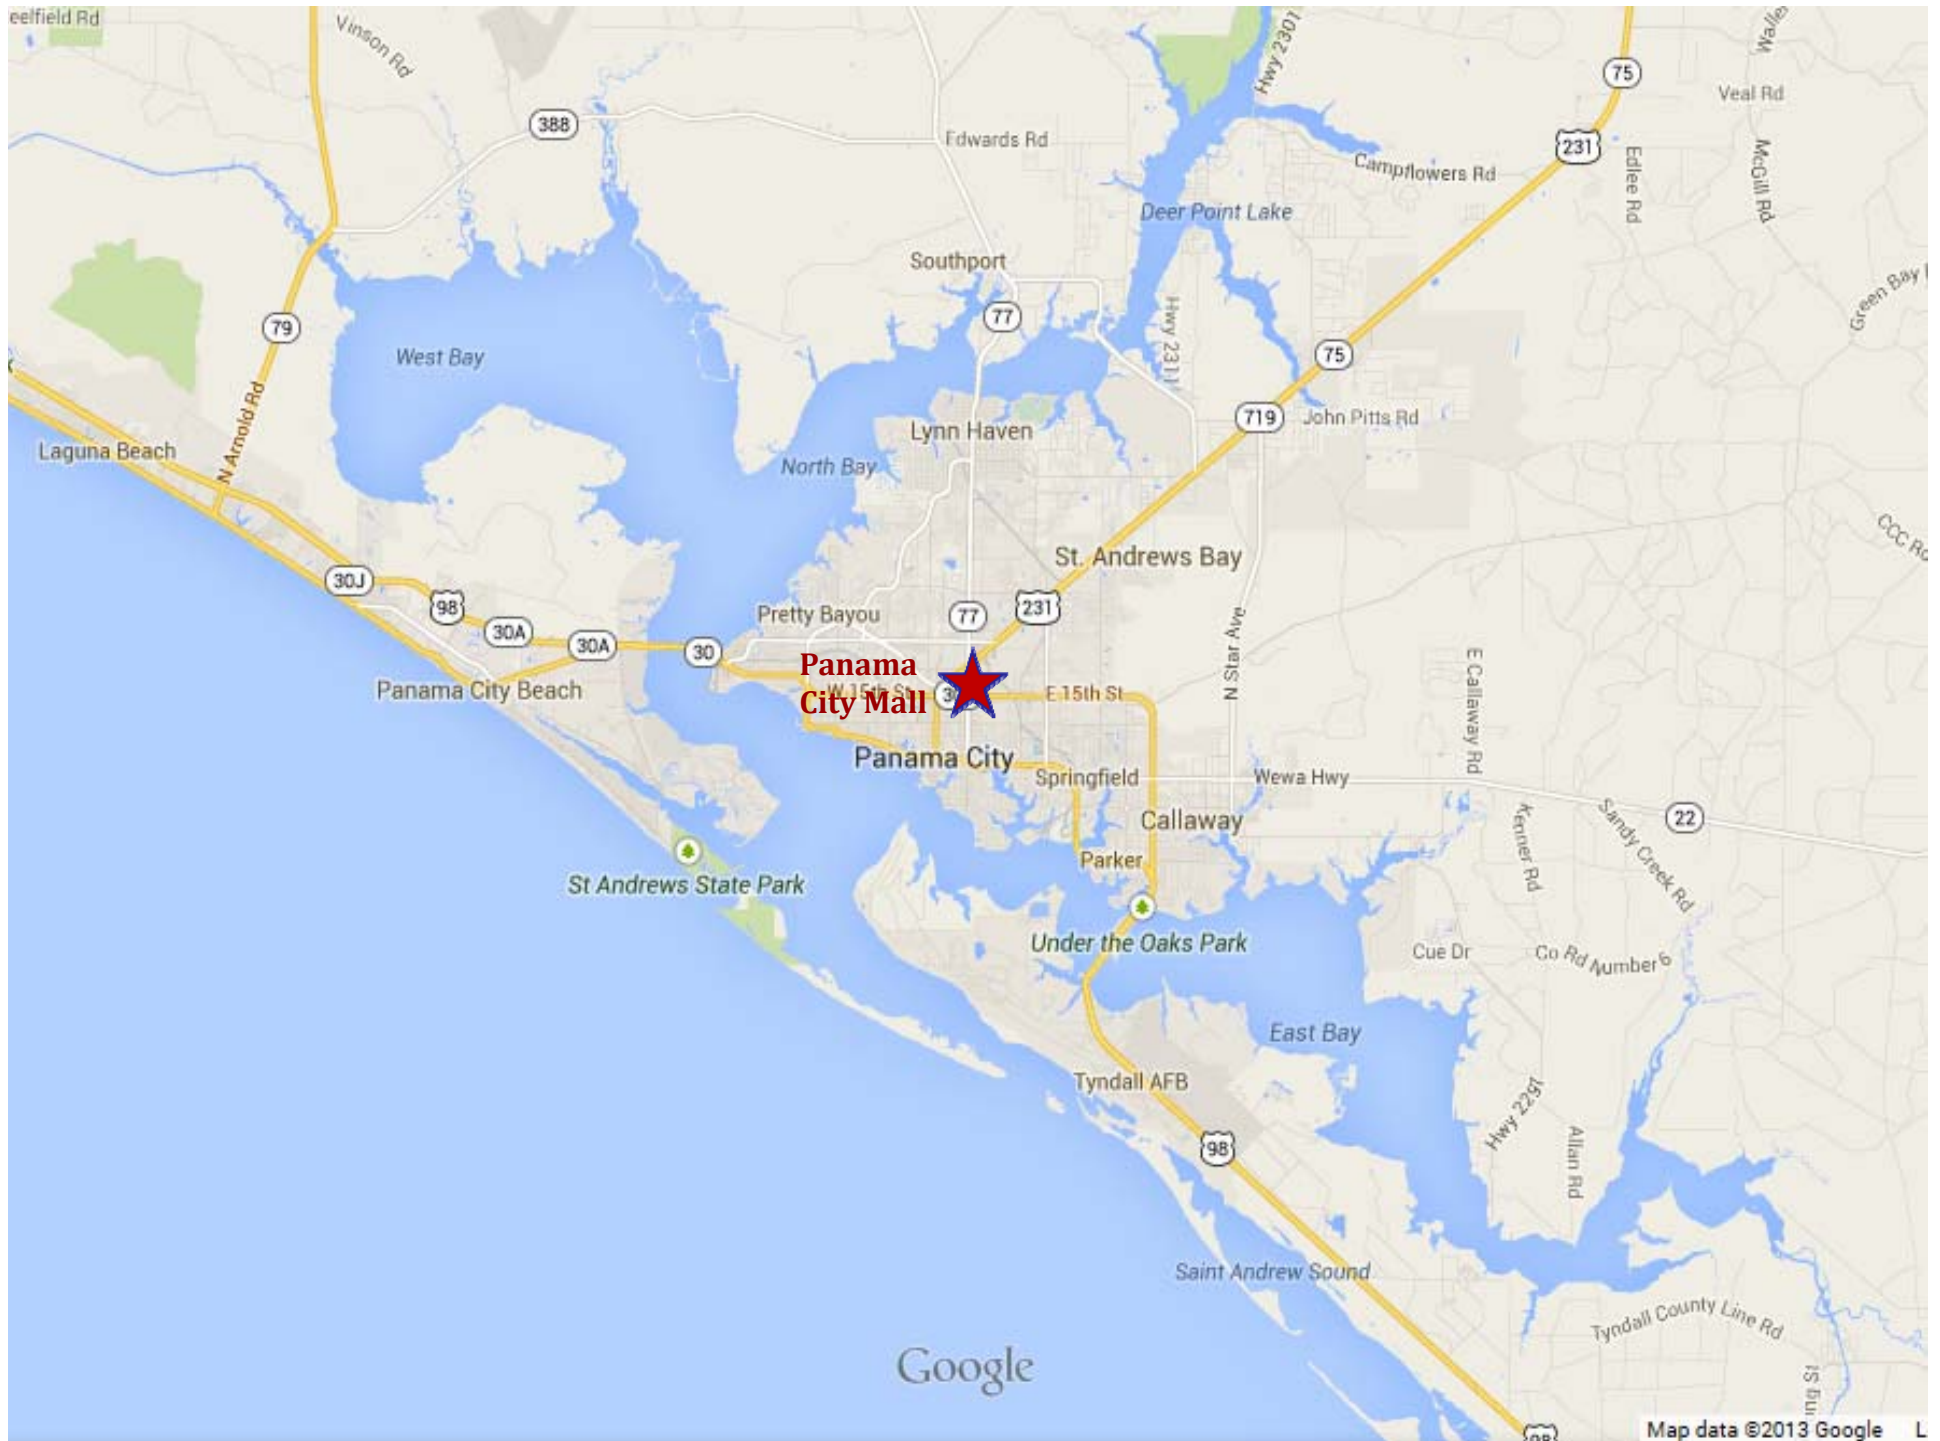 eelfield Rd
Vinson Rd
Hwy 2301
75
Veal Rd
388
Edwards Rd
231
Campflowers Rd
Edlee Rd
McGill Rd
Deer Point Lake
Southport
Green Bay
77
79
Hwy 2311
West Bay
75
N Arnold Rd
719
John Pitts Rd
Laguna Beach
Lynn Haven
North Bay
CCC Rd
St. Andrews Bay
30J
98
Pretty Bayou
77
231
30A
30A
30
N Star Ave
E Callaway Rd
Panama
City Mall
W 15th St
E 15th St
Panama City Beach
Panama City
Springfield
Wewa Hwy
Callaway
22
Kenner Rd
Sandy Creek Rd
Parker
St Andrews State Park
Under the Oaks Park
Cue Dr
Co Rd Number 6
East Bay
Tyndall AFB
Hwy 2297
98
Allan Rd
Saint Andrew Sound
Tyndall County Line Rd
Google
98
Map data ©2013 Google
L